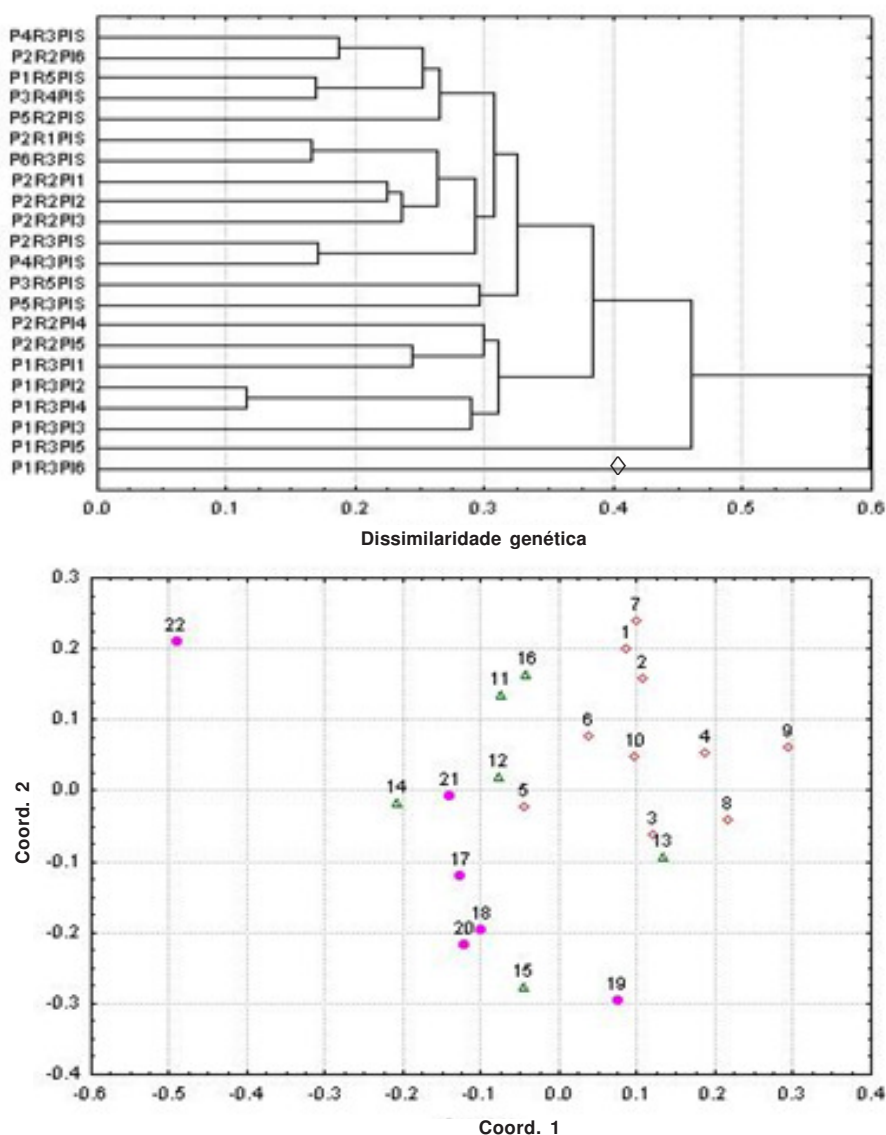 P4R3PIS
P2R2PI6
P1R5PIS
P3R4PIS
P5R2PIS
P2R1PIS
P6R3PIS
P2R2PI1
P2R2PI2
P2R2PI3
P2R3PIS
P4R3PIS
P3R5PIS
P5R3PIS
P2R2PI4
P2R2PI5
P1R3PI1
P1R3PI2
P1R3PI4
P1R3PI3
P1R3PI5
P1R3PI6
0.0 0.1 0.2 0.3 0.4 0.5 0.6
Dissimilaridade genética
0.3
0.2
0.1
0.0
-0.1
-0.2
-0.3
-0.4
Coord. 2
7
22
1
16
2
11
9
6
10
4
12
14
21
5
8
3
13
17
18
20
15
19
-0.6 -0.5 -0.4 -0.3 -0.2 -0.1 0.0 0.1 0.2 0.3 0.4
Coord. 1